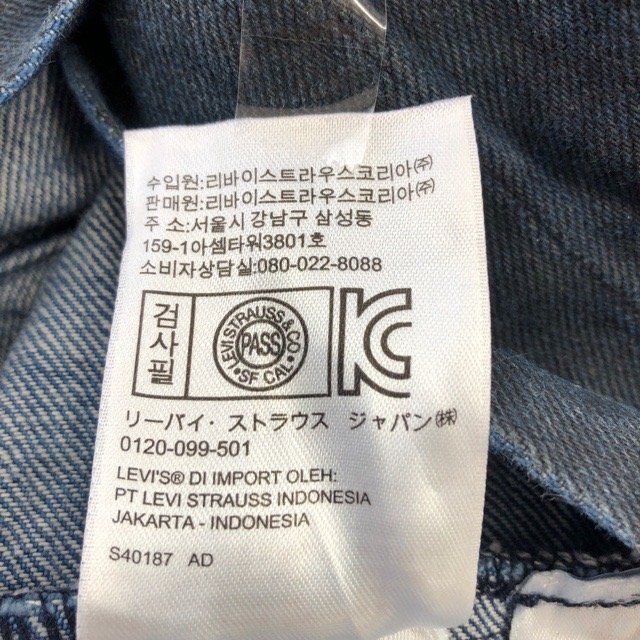 수입원:리바이스트라우스코리아(주)
판매원:리바이스트라우스코리아(주)
주 소:서울시 강남구 삼성동
159-1아셈타워3801호
소비자상담실:080-022-8088
검사필
LEVI STRAUSS & CO
PASS
SF CAL
KC
リーバイ・ストラウス ジャパン㈱
0120-099-501
LEVI'S® DI IMPORT OLEH:
PT LEVI STRAUSS INDONESIA
JAKARTA - INDONESIA
S40187 AD